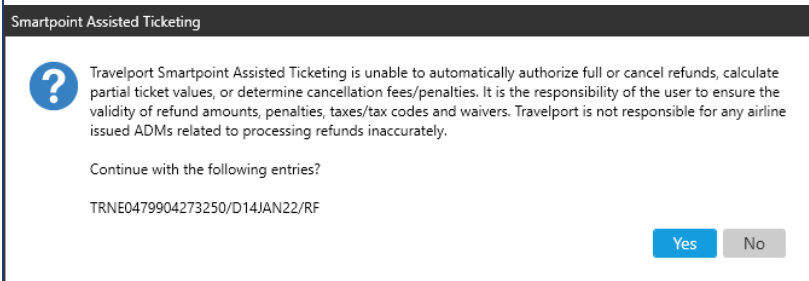 Smartpoint Assisted Ticketing
Travelport Smartpoint Assisted Ticketing is unable to automatically authorize full or cancel refunds, calculate
partial ticket values, or determine cancellation fees/penalties. It is the responsibility of the user to ensure the
validity of refund amounts, penalties, taxes/tax codes and waivers. Travelport is not responsible for any airline
issued ADMs related to processing refunds inaccurately.
Continue with the following entries?
TRNE0479904273250/D14JAN22/RF
Yes No